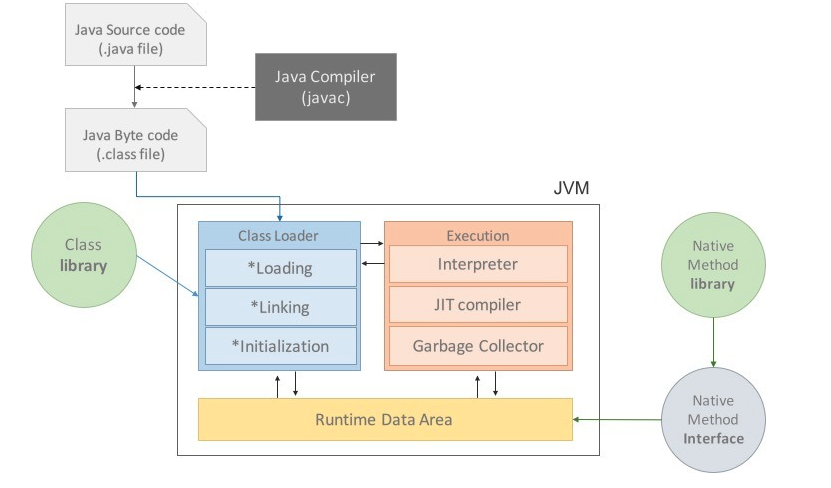 Java Source code
(.java file)
Java Compiler
(javac)
Java Byte code
(.class file)
JVM
Class
library
Class Loader
*Loading
*Linking
*Initialization
Execution
Interpreter
JIT compiler
Garbage Collector
Native
Method
library
Runtime Data Area
Native
Method
Interface